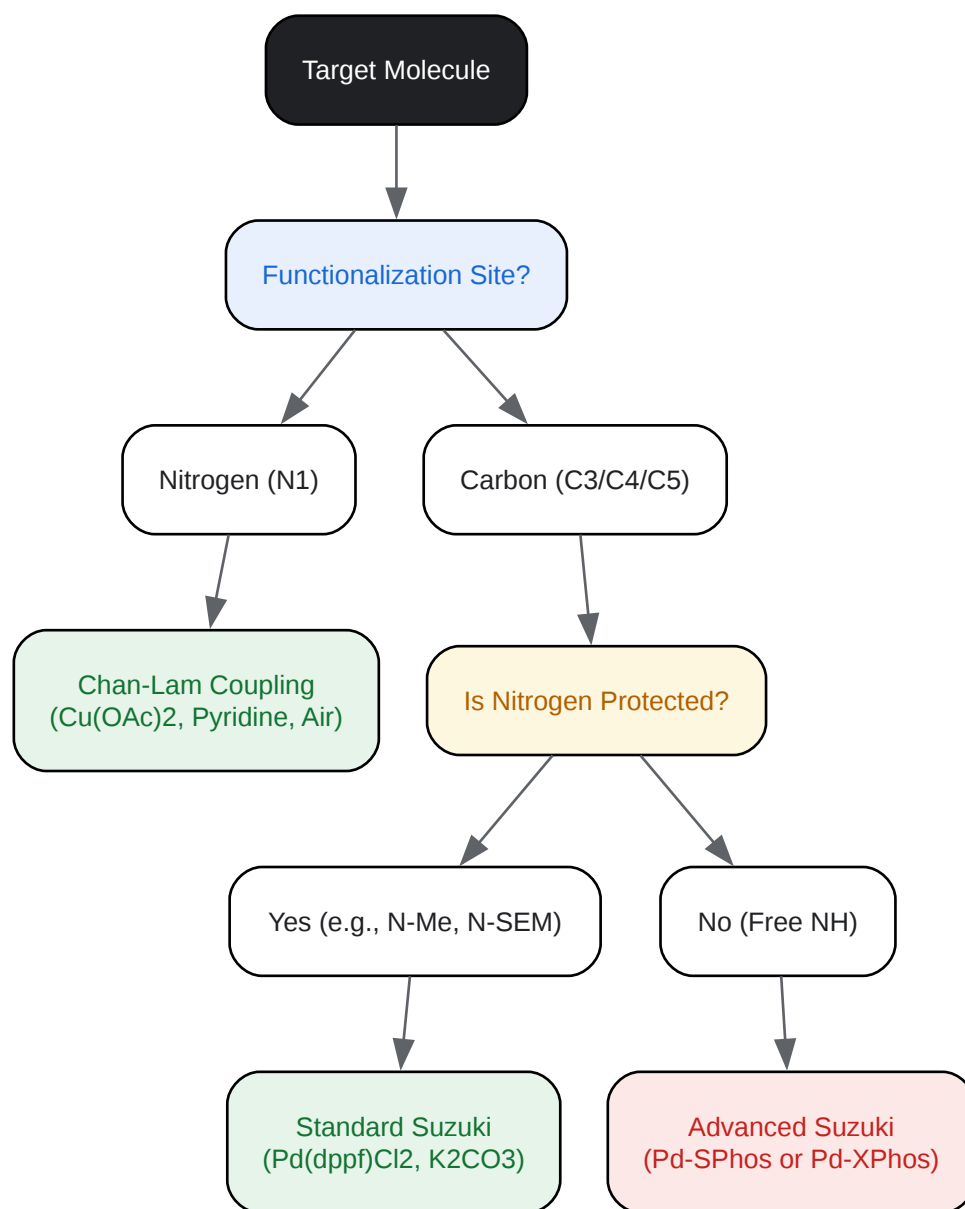 Target Molecule
Functionalization Site?
Nitrogen (N1)
Carbon (C3/C4/C5)
Chan-Lam Coupling
(Cu(OAc)2, Pyridine, Air)
Is Nitrogen Protected?
Yes (e.g., N-Me, N-SEM)
No (Free NH)
Standard Suzuki
(Pd(dppf)Cl2, K2CO3)
Advanced Suzuki
(Pd-SPhos or Pd-XPhos)